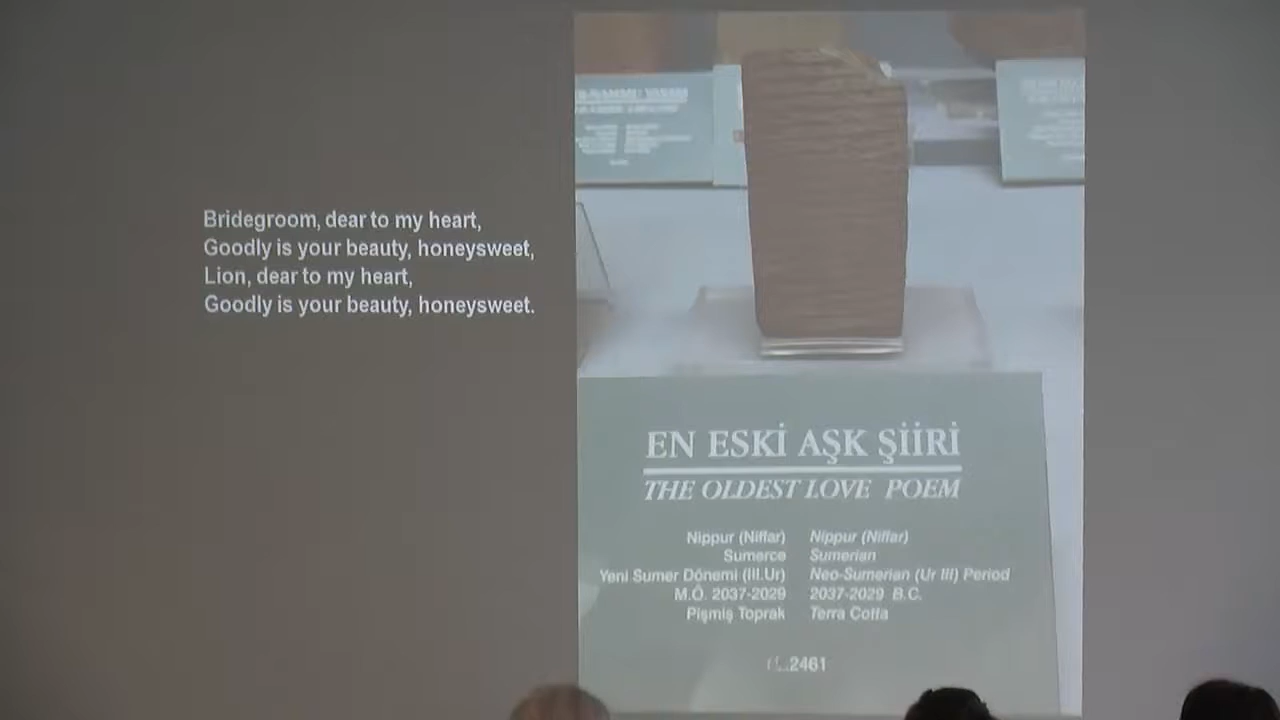 Bridegroom, dear to my heart,
Goodly is your beauty, honeysweet,
Lion, dear to my heart,
Goodly is your beauty, honeysweet.
EN ESKİ AŞK ŞİİRİ
THE OLDEST LOVE POEM
Nippur (Niffar) Nippur (Niffar)
Sumerce Sumerian
Yeni Sumer Dönemi (III.Ur) Neo-Sumerian (Ur III) Period
M.Ö. 2037-2029 2037-2029 B.C.
Pişmiş Toprak Terra Cotta
2461